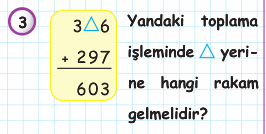 3
3△6
+ 297
603
Yandaki toplama
işleminde △ yeri-
ne hangi rakam
gelmelidir?